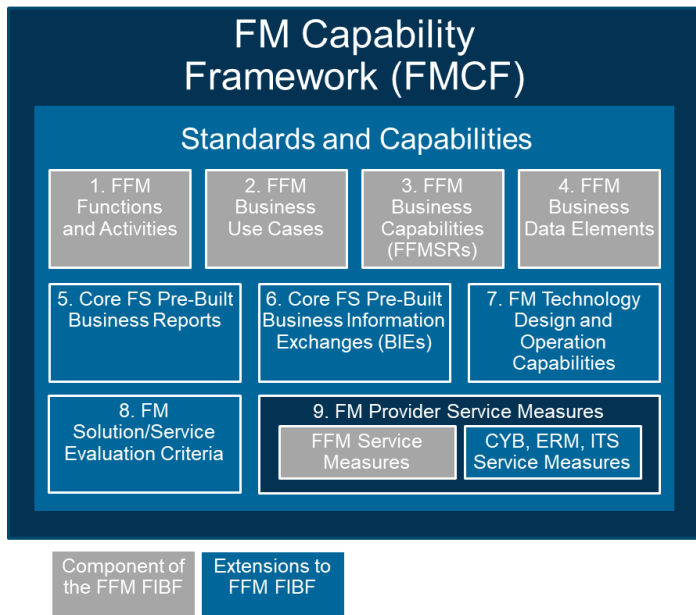 FM Capability
Framework (FMCF)
Standards and Capabilities
1. FFM
Functions
and Activities
2. FFM
Business
Use Cases
3. FFM
Business
Capabilities
(FFMSRs)
4. FFM
Business
Data Elements
5. Core FS Pre-Built
Business Reports
6. Core FS Pre-Built
Business Information
Exchanges (BIEs)
7. FM Technology
Design and
Operation
Capabilities
8. FM
Solution/Service
Evaluation Criteria
9. FM Provider Service Measures
FFM Service
Measures
CYB, ERM, ITS
Service Measures
Component of
the FFM FIBF
Extensions to
FFM FIBF